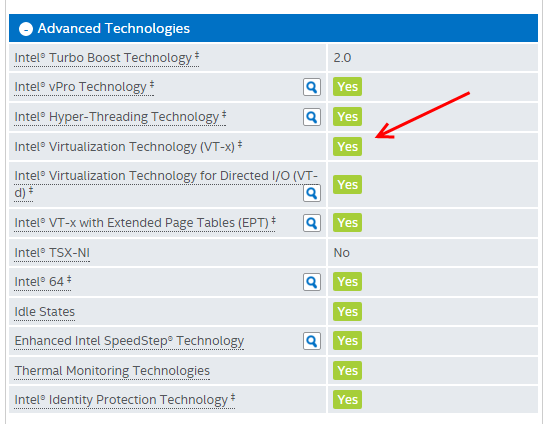 - Advanced Technologies
Intel® Turbo Boost Technology ‡ 2.0
Intel® vPro Technology ‡ Yes
Intel® Hyper-Threading Technology ‡ Yes
Intel® Virtualization Technology (VT-x) ‡ Yes
Intel® Virtualization Technology for Directed I/O (VT-
d) ‡ Yes
Intel® VT-x with Extended Page Tables (EPT) ‡ Yes
Intel® TSX-NI No
Intel® 64 ‡ Yes
Idle States Yes
Enhanced Intel SpeedStep® Technology Yes
Thermal Monitoring Technologies Yes
Intel® Identity Protection Technology ‡ Yes